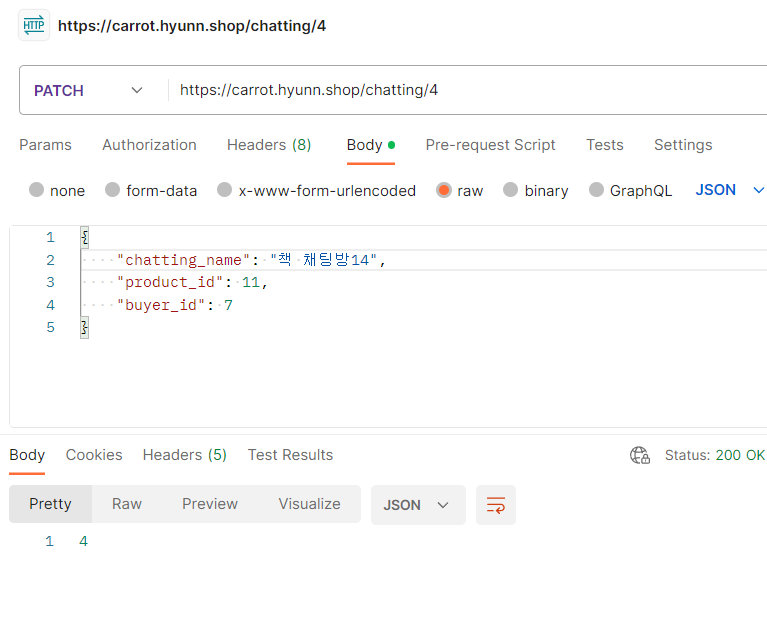 HTTP https://carrot.hyunn.shop/chatting/4
PATCH https://carrot.hyunn.shop/chatting/4
Params Authorization Headers (8) Body Pre-request Script Tests Settings
none form-data x-www-form-urlencoded raw binary GraphQL JSON
1 {
2 "chatting_name": "책 채팅방14",
3 "product_id": 11,
4 "buyer_id": 7
5 }
Body Cookies Headers (5) Test Results Status: 200 OK
Pretty Raw Preview Visualize JSON
1 4